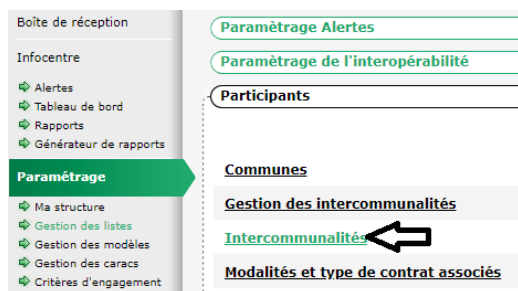 Boîte de réception
Infocentre
Alertes
Tableau de bord
Rapports
Générateur de rapports
Paramétrage
Ma structure
Gestion des listes
Gestion des modèles
Gestion des caracs
Critères d'engagement
Paramétrage Alertes
Paramétrage de l'interopérabilité
Participants
Communes
Gestion des intercommunalités
Intercommunalités
Modalités et type de contrat associés